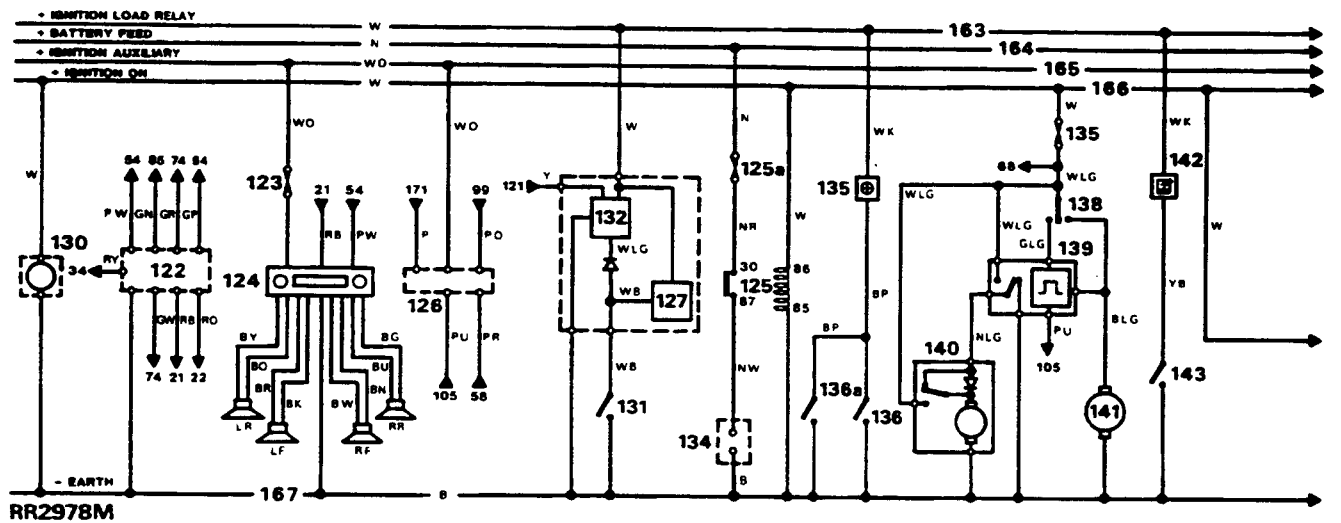 + IGNITION LOAD RELAY
W
163
+ BATTERY FEED
N
164
+ IGNITION AUXILIARY
WO
165
+ IGNITION ON
W
166
W
WO
WO
W
N
WK
W
135
WK
123
125a
68
142
84 85 74 84
21 54
171 99
121
Y
135
WLG
WLG
138
PW GN GR GP
RB PW
P PO
132
NR
W
WLG
GLG
139
W
130
34
RY
122
124
126
WLG
127
WB
30
125
87
86
85
BP
YB
GW RB RO
BY
BO
BR
BK
BW
BG
BU
BN
PU PR
NLG
PU
BLG
74 21 22
LR
LF
RF
RR
105 58
WB
131
NW
BP
136a
136
140
105
141
143
134
B
- EARTH
167
B
RR2978M